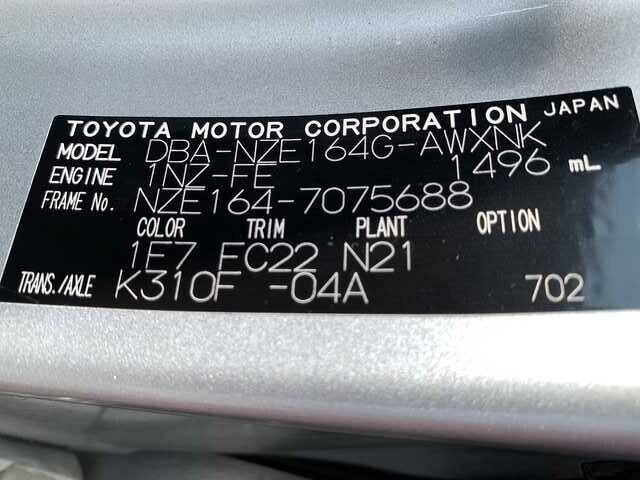 TOYOTA MOTOR CORPORATION JAPAN
MODEL DBA-NZE164G-AWXNK
ENGINE 1NZ-FE 1496 mL
FRAME No. NZE164-7075688
COLOR TRIM PLANT OPTION
1E7 FC22 N21
TRANS./AXLE K310F -04A 702